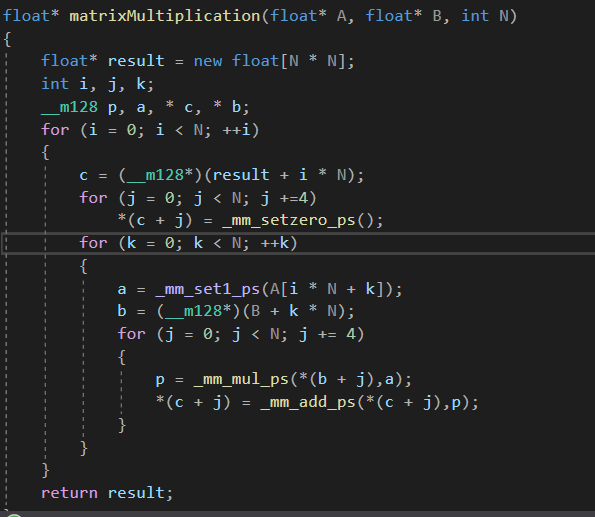 float* matrixMultiplication(float* A, float* B, int N)
{
    float* result = new float[N * N];
    int i, j, k;
    __m128 p, a, * c, * b;
    for (i = 0; i < N; ++i)
    {
        c = (__m128*)(result + i * N);
        for (j = 0; j < N; j +=4)
            *(c + j) = _mm_setzero_ps();
        for (k = 0; k < N; ++k)
        {
            a = _mm_set1_ps(A[i * N + k]);
            b = (__m128*)(B + k * N);
            for (j = 0; j < N; j += 4)
            {
                p = _mm_mul_ps(*(b + j),a);
                *(c + j) = _mm_add_ps(*(c + j),p);
            }
        }
    }
    return result;
}